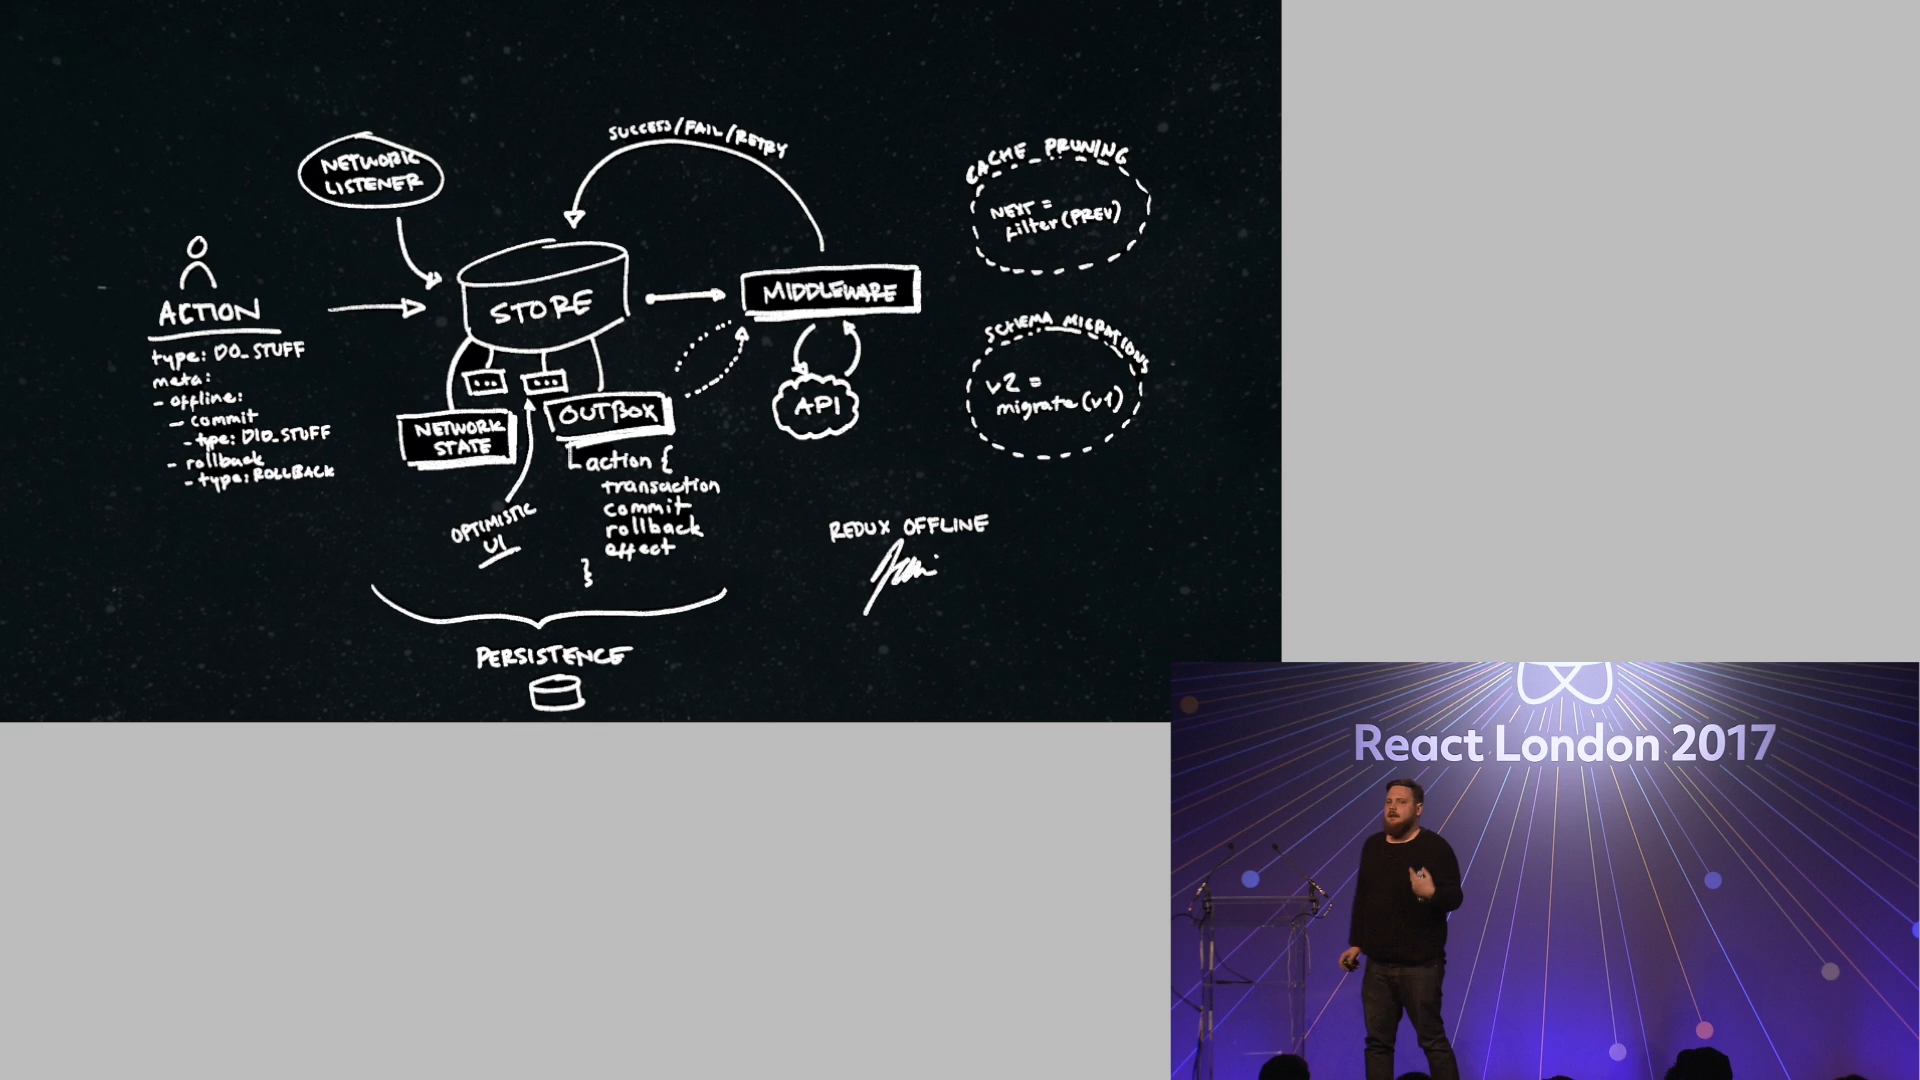 SUCCESS/FAIL/RETRY
NETWORK
LISTENER
CACHE PRUNING
NEXT =
filter(PREV)
ACTION
type: DO_STUFF
meta:
- offline:
- commit
- type: DID_STUFF
- rollback
- type: ROLLBACK
STORE
MIDDLEWARE
API
SCHEMA MIGRATIONS
v2 =
migrate(v1)
...
...
NETWORK
STATE
OUTBOX
action {
transaction
commit
rollback
effect
}
OPTIMISTIC
UI
REDUX OFFLINE
Jani
PERSISTENCE
React London 2017